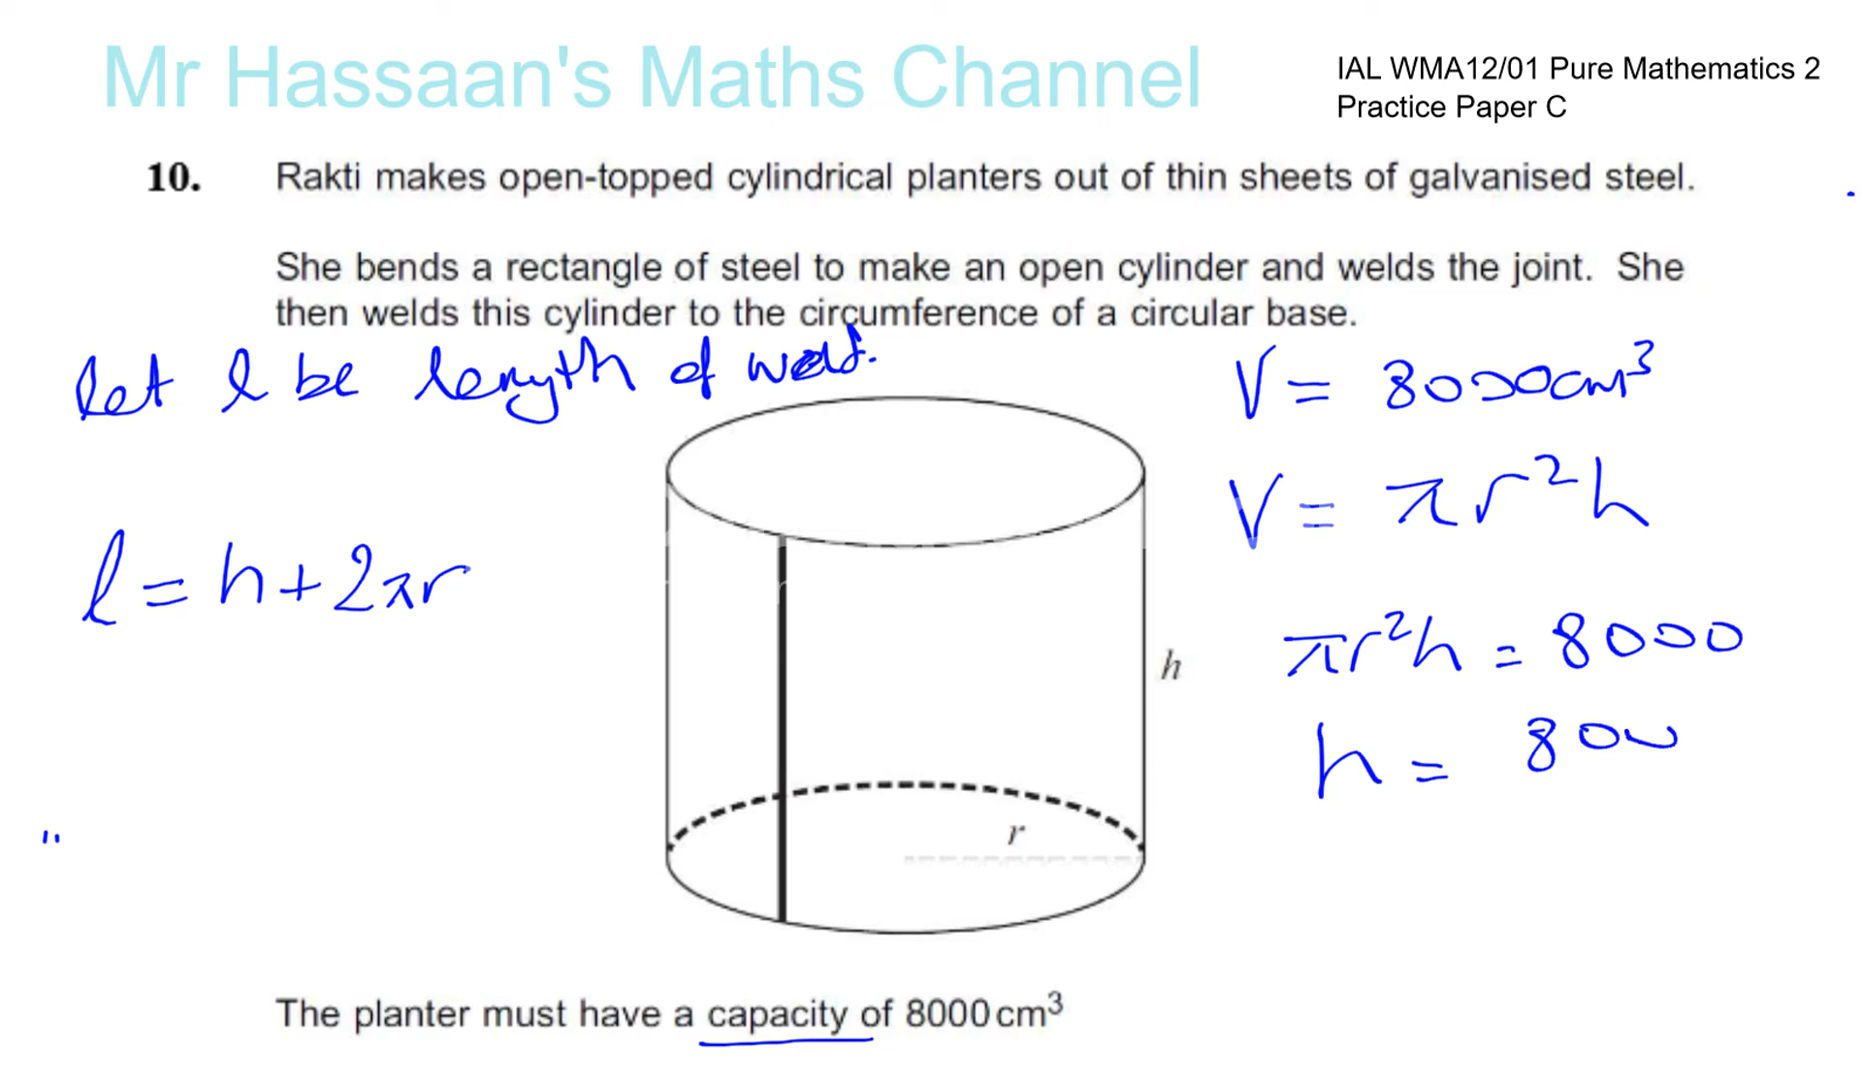 Mr Hassaan's Maths Channel
IAL WMA12/01 Pure Mathematics 2
Practice Paper C
10. Rakti makes open-topped cylindrical planters out of thin sheets of galvanised steel.
She bends a rectangle of steel to make an open cylinder and welds the joint. She
then welds this cylinder to the circumference of a circular base.
let l be length of weld.
V = 8000cm³
V = πr²h
l = h + 2πr
πr²h = 8000
h
h = 800
r
The planter must have a capacity of 8000 cm³